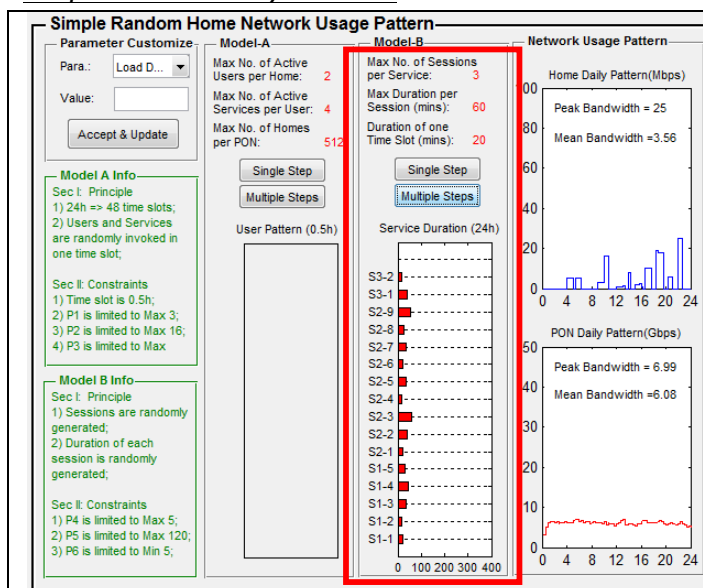 Simple Random Home Network Usage Pattern
Parameter Customize
Para.: Load D...
Value:
Accept & Update
Model A Info
Sec I: Principle
1) 24h => 48 time slots;
2) Users and Services
are randomly invoked in
one time slot;
Sec II: Constraints
1) Time slot is 0.5h;
2) P1 is limited to Max 3;
3) P2 is limited to Max 16;
4) P3 is limited to Max
Model B Info
Sec I: Principle
1) Sessions are randomly
generated;
2) Duration of each
session is randomly
generated;
Sec II: Constraints
1) P4 is limited to Max 5;
2) P5 is limited to Max 120;
3) P6 is limited to Min 5;
Model-A
Max No. of Active
Users per Home: 2
Max No. of Active
Services per User: 4
Max No. of Homes
per PON: 512
Single Step
Multiple Steps
User Pattern (0.5h)
Model-B
Max No. of Sessions
per Service: 3
Max Duration per
Session (mins): 60
Duration of one
Time Slot (mins): 20
Single Step
Multiple Steps
Service Duration (24h)
S3-2
S3-1
S2-9
S2-8
S2-7
S2-6
S2-5
S2-4
S2-3
S2-2
S2-1
S1-5
S1-4
S1-3
S1-2
S1-1
0 100 200 300 400
Network Usage Pattern
Home Daily Pattern(Mbps)
Peak Bandwidth = 25
Mean Bandwidth =3.56
00
80
60
40
20
0
0 4 8 12 16 20 24
PON Daily Pattern(Gbps)
Peak Bandwidth = 6.99
Mean Bandwidth =6.08
50
40
30
20
10
0
0 4 8 12 16 20 24